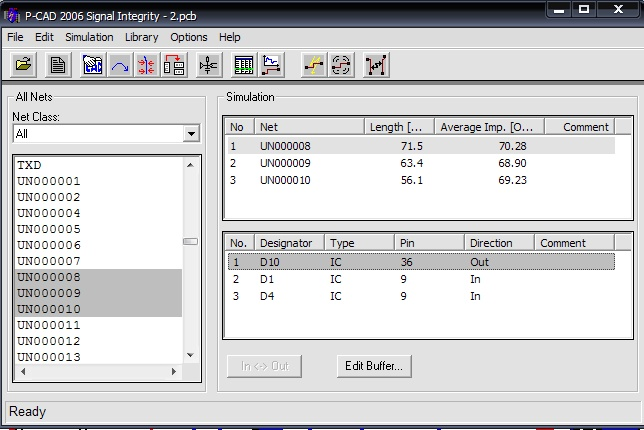 P-CAD 2006 Signal Integrity - 2.pcb
File Edit Simulation Library Options Help
All Nets
Net Class:
All
TXD
UN000001
UN000002
UN000004
UN000005
UN000006
UN000007
UN000008
UN000009
UN000010
UN000011
UN000012
UN000013
Simulation
No Net Length [... Average Imp. [O... Comment
1 UN000008 71.5 70.28
2 UN000009 63.4 68.90
3 UN000010 56.1 69.23
No. Designator Type Pin Direction Comment
1 D10 IC 36 Out
2 D1 IC 9 In
3 D4 IC 9 In
In <-> Out Edit Buffer...
Ready